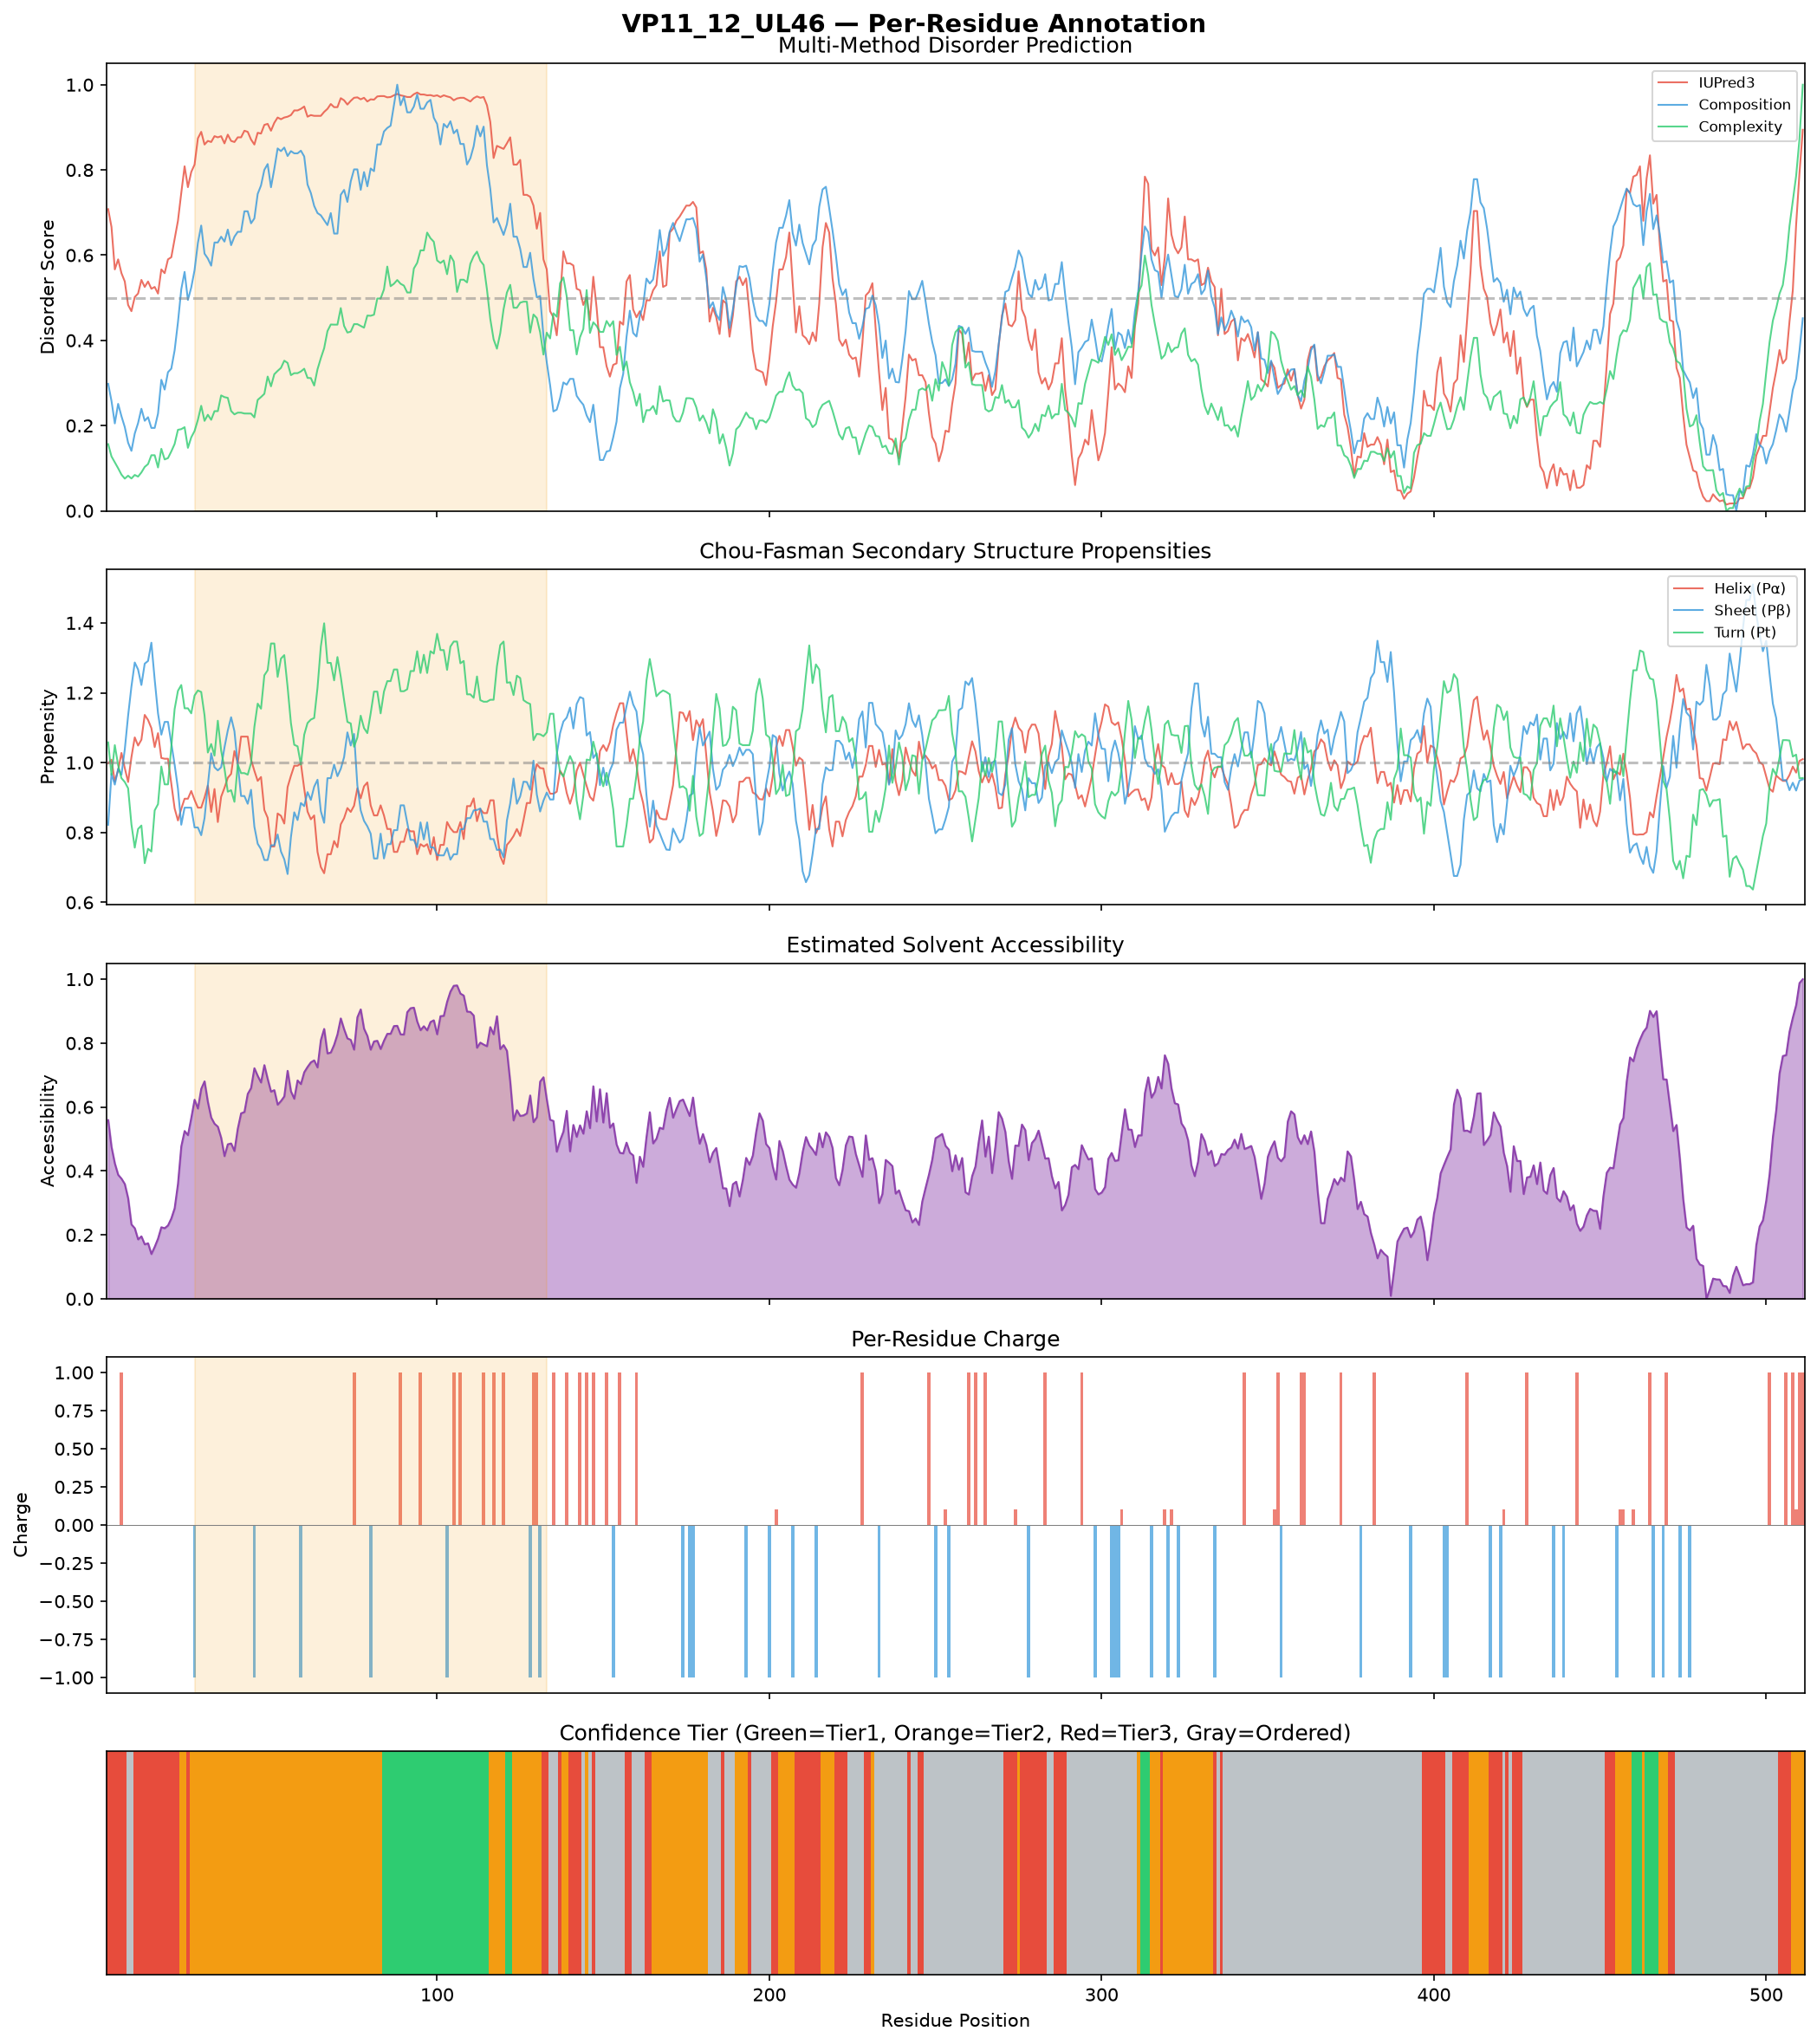 VP11_12_UL46 — Per-Residue Annotation
Multi-Method Disorder Prediction
1.0
0.8
0.6
0.4
0.2
0.0
Disorder Score
IUPred3
Composition
Complexity
Chou-Fasman Secondary Structure Propensities
1.4
1.2
1.0
0.8
0.6
Propensity
Helix (Pα)
Sheet (Pβ)
Turn (Pt)
Estimated Solvent Accessibility
1.0
0.8
0.6
0.4
0.2
0.0
Accessibility
Per-Residue Charge
1.00
0.75
0.50
0.25
0.00
−0.25
−0.50
−0.75
−1.00
Charge
Confidence Tier (Green=Tier1, Orange=Tier2, Red=Tier3, Gray=Ordered)
100
200
300
400
500
Residue Position